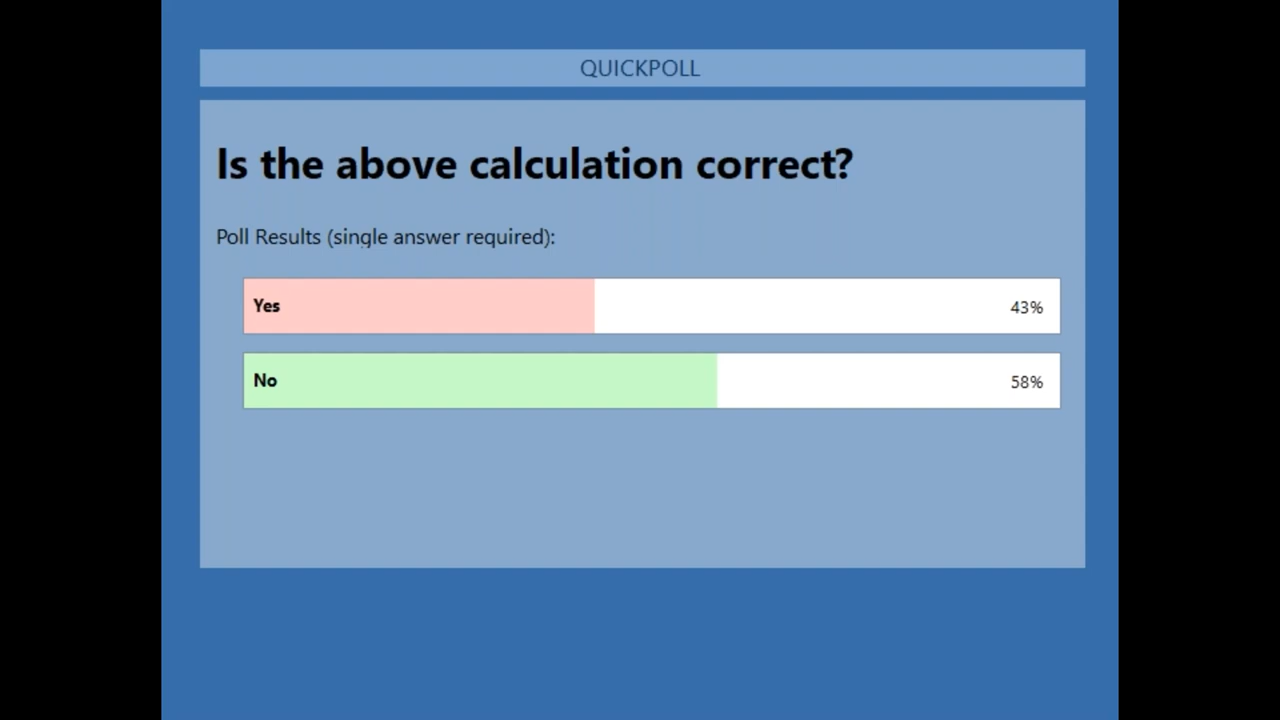 QUICKPOLL
Is the above calculation correct?
Poll Results (single answer required):
Yes 43%
No 58%